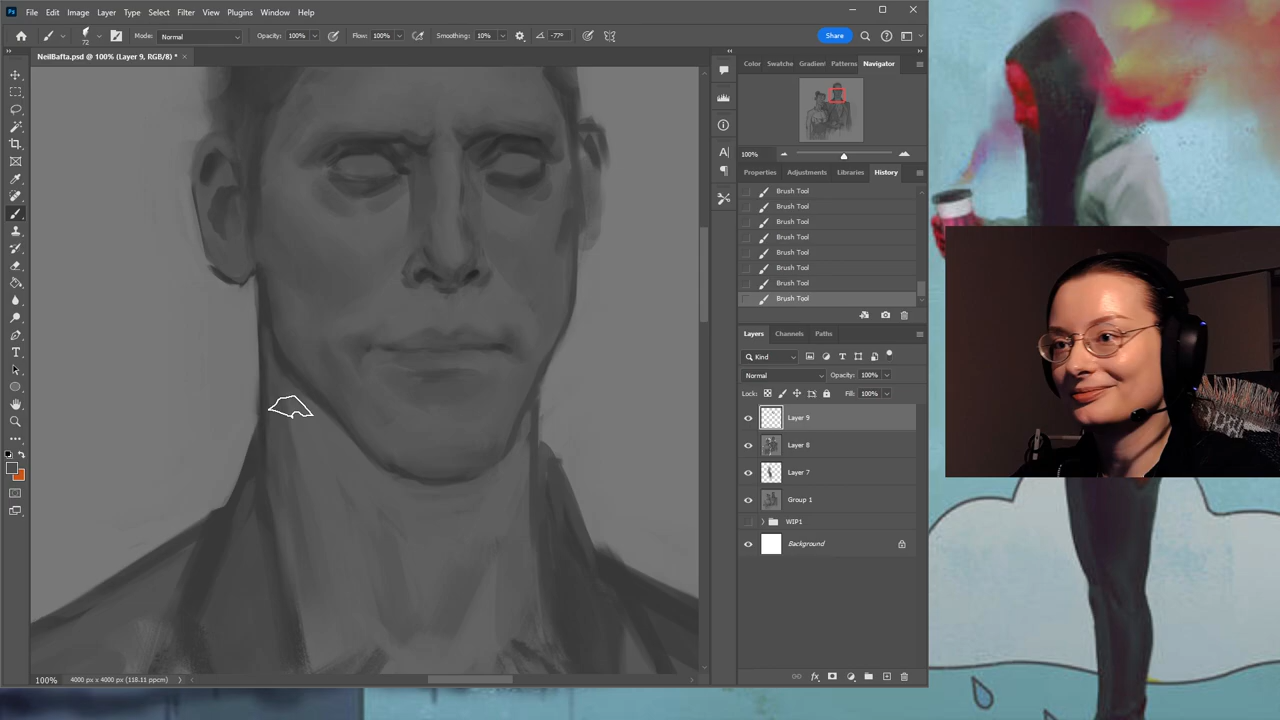 Ps File Edit Image Layer Type Select Filter View Plugins Window Help
72 Mode: Normal Opacity: 100% Flow: 100% Smoothing: 10% -77° Share
NeilBafta.psd @ 100% (Layer 9, RGB/8) * ×
Color Swatche Gradien Patterns Navigator
100%
Properties Adjustments Libraries History
Brush Tool
Brush Tool
Brush Tool
Brush Tool
Brush Tool
Brush Tool
Brush Tool
Brush Tool
Layers Channels Paths
Kind
Normal Opacity: 100%
Lock: Fill: 100%
Layer 9
Layer 8
Layer 7
Group 1
WIP1
Background
100% 4000 px x 4000 px (118.11 ppcm)